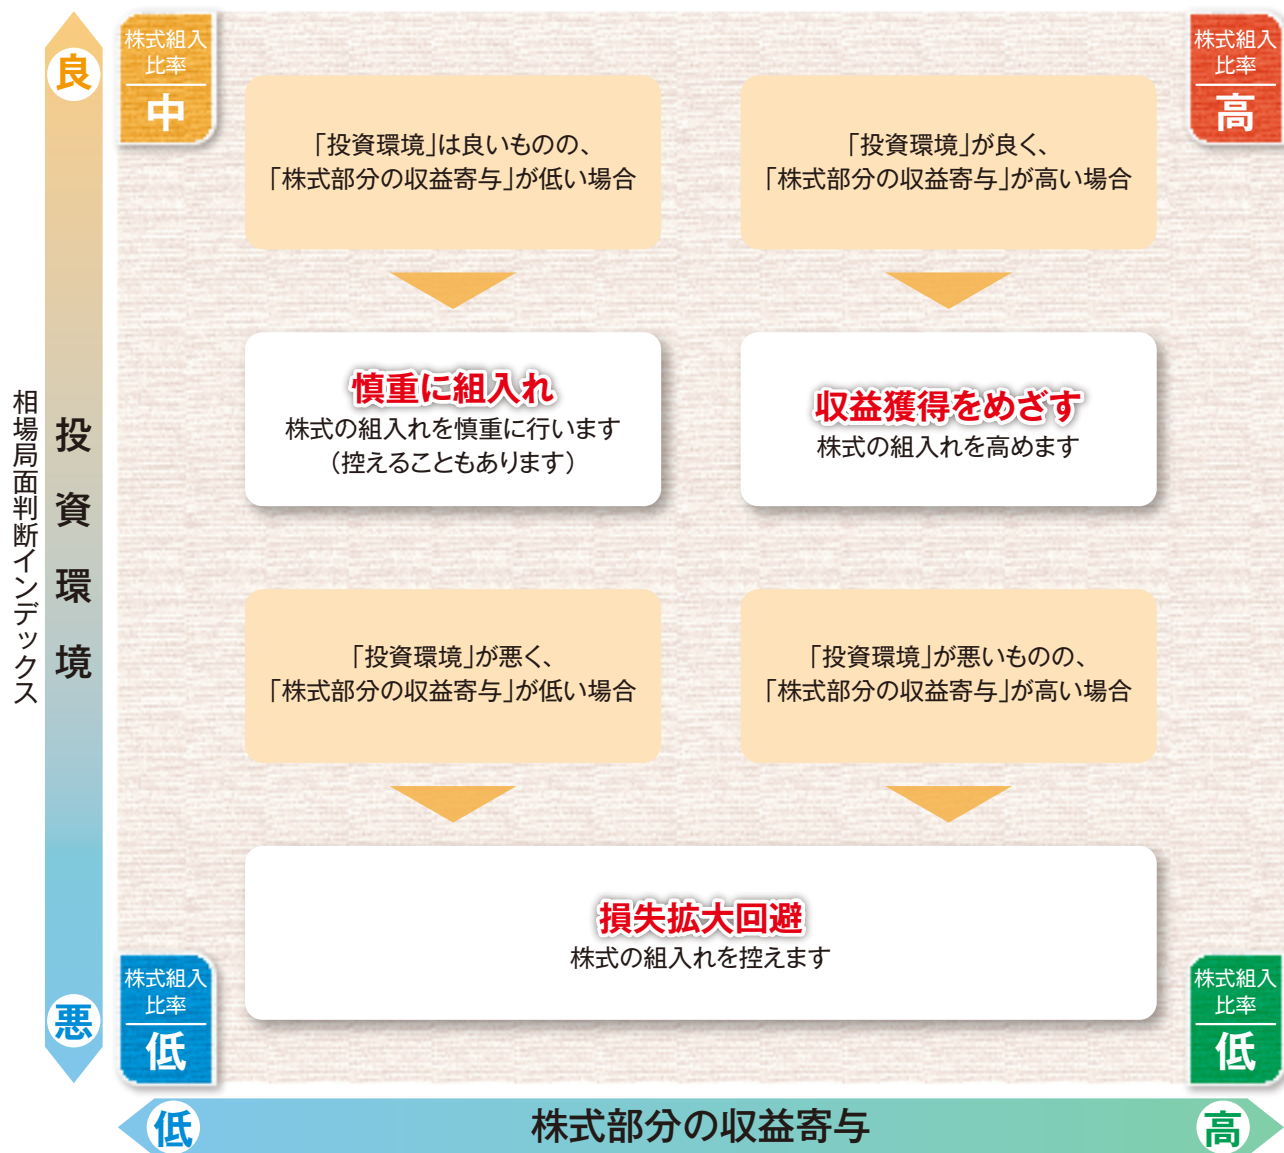 良
相場局面判断インデックス
投資環境
悪
株式組入
比率
中
株式組入
比率
高
「投資環境」は良いものの、
「株式部分の収益寄与」が低い場合
「投資環境」が良く、
「株式部分の収益寄与」が高い場合
慎重に組入れ
株式の組入れを慎重に行います
（控えることもあります）
収益獲得をめざす
株式の組入れを高めます
「投資環境」が悪く、
「株式部分の収益寄与」が低い場合
「投資環境」が悪いものの、
「株式部分の収益寄与」が高い場合
損失拡大回避
株式の組入れを控えます
株式組入
比率
低
株式組入
比率
低
低
株式部分の収益寄与
高